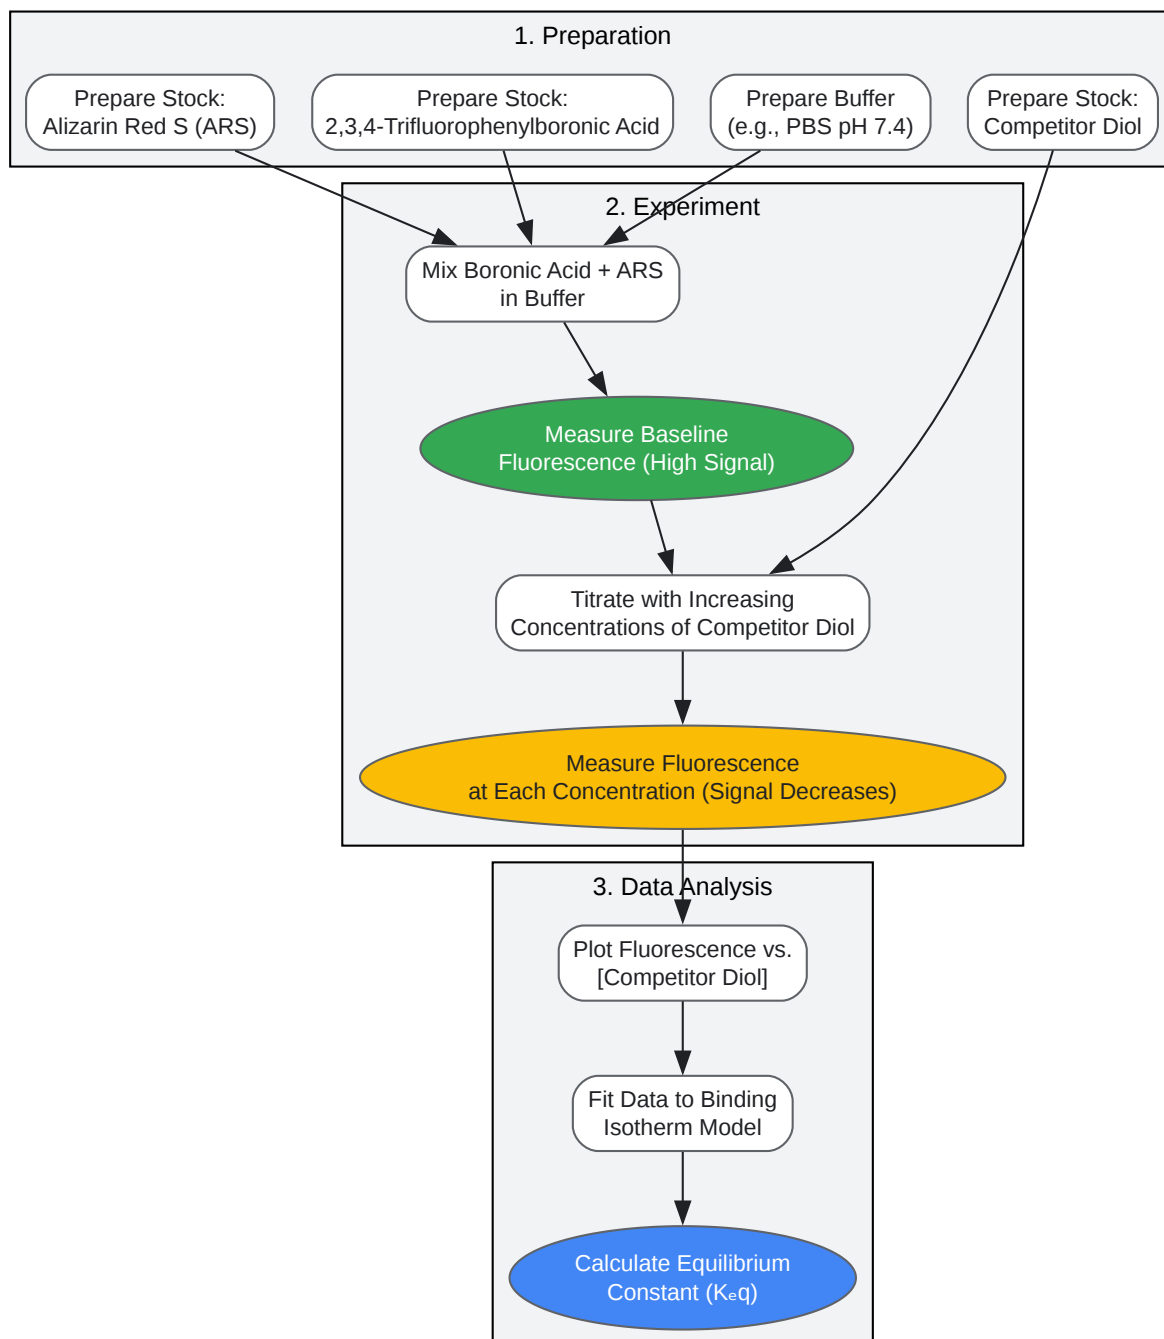 1. Preparation
Prepare Stock:
Alizarin Red S (ARS)
Prepare Stock:
2,3,4-Trifluorophenylboronic Acid
Prepare Buffer
(e.g., PBS pH 7.4)
Prepare Stock:
Competitor Diol
2. Experiment
Mix Boronic Acid + ARS
in Buffer
Measure Baseline
Fluorescence (High Signal)
Titrate with Increasing
Concentrations of Competitor Diol
Measure Fluorescence
at Each Concentration (Signal Decreases)
3. Data Analysis
Plot Fluorescence vs.
[Competitor Diol]
Fit Data to Binding
Isotherm Model
Calculate Equilibrium
Constant (Kₑq)